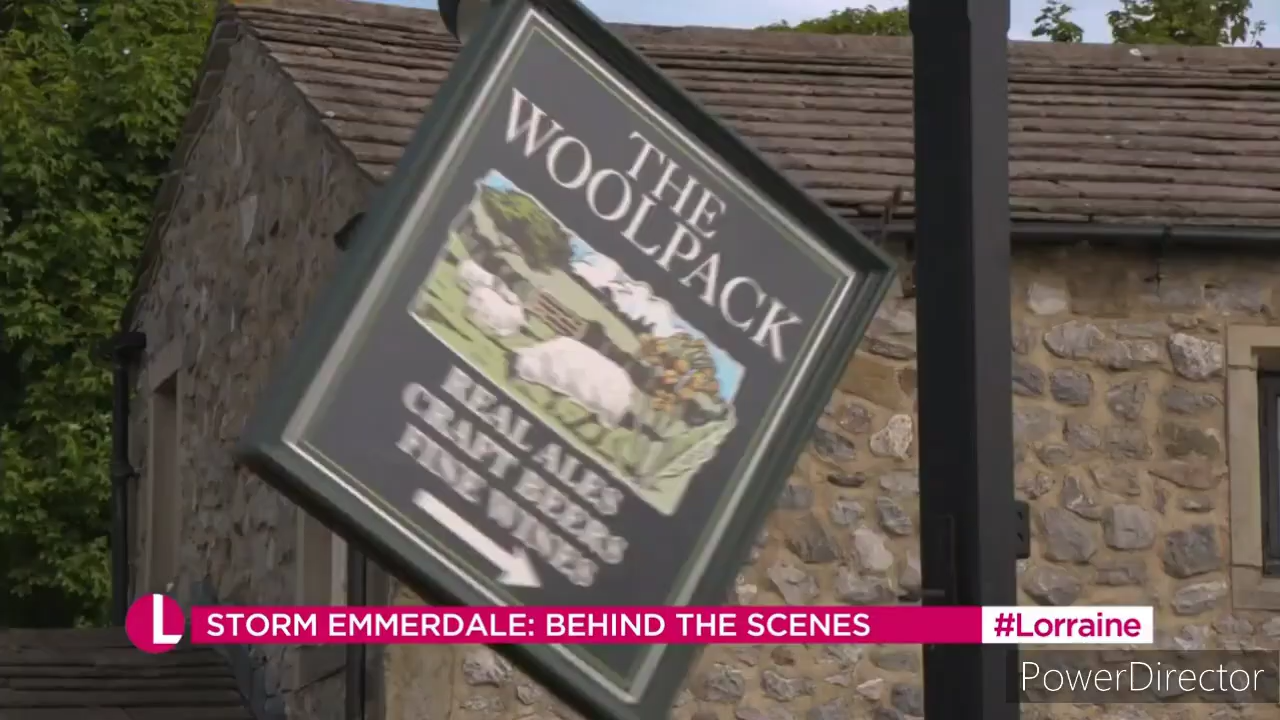 THE
WOOLPACK
REAL ALES
CRAFT BEERS
FINE WINES
L STORM EMMERDALE: BEHIND THE SCENES #Lorraine
PowerDirector